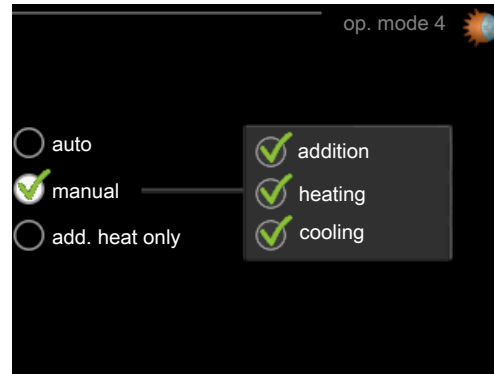 op. mode 4
auto
manual
add. heat only
addition
heating
cooling